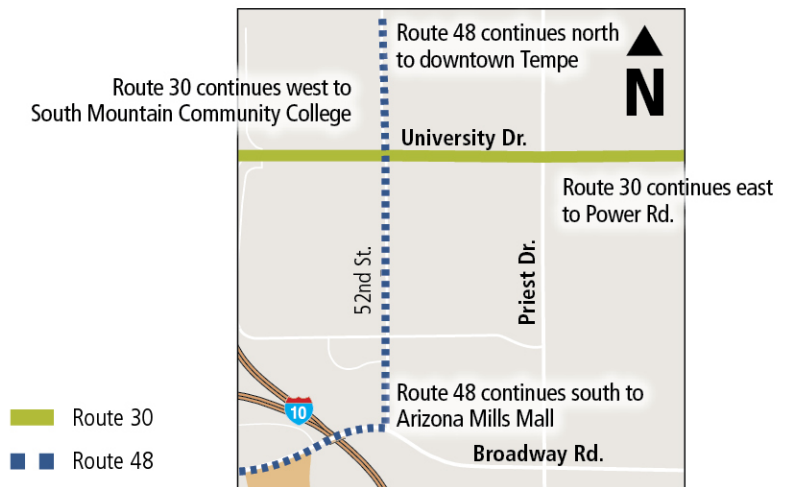 Route 48 continues north
to downtown Tempe
N
Route 30 continues west to
South Mountain Community College
University Dr.
Route 30 continues east
to Power Rd.
52nd St.
Priest Dr.
Route 48 continues south to
Arizona Mills Mall
10
Broadway Rd.
Route 30
Route 48